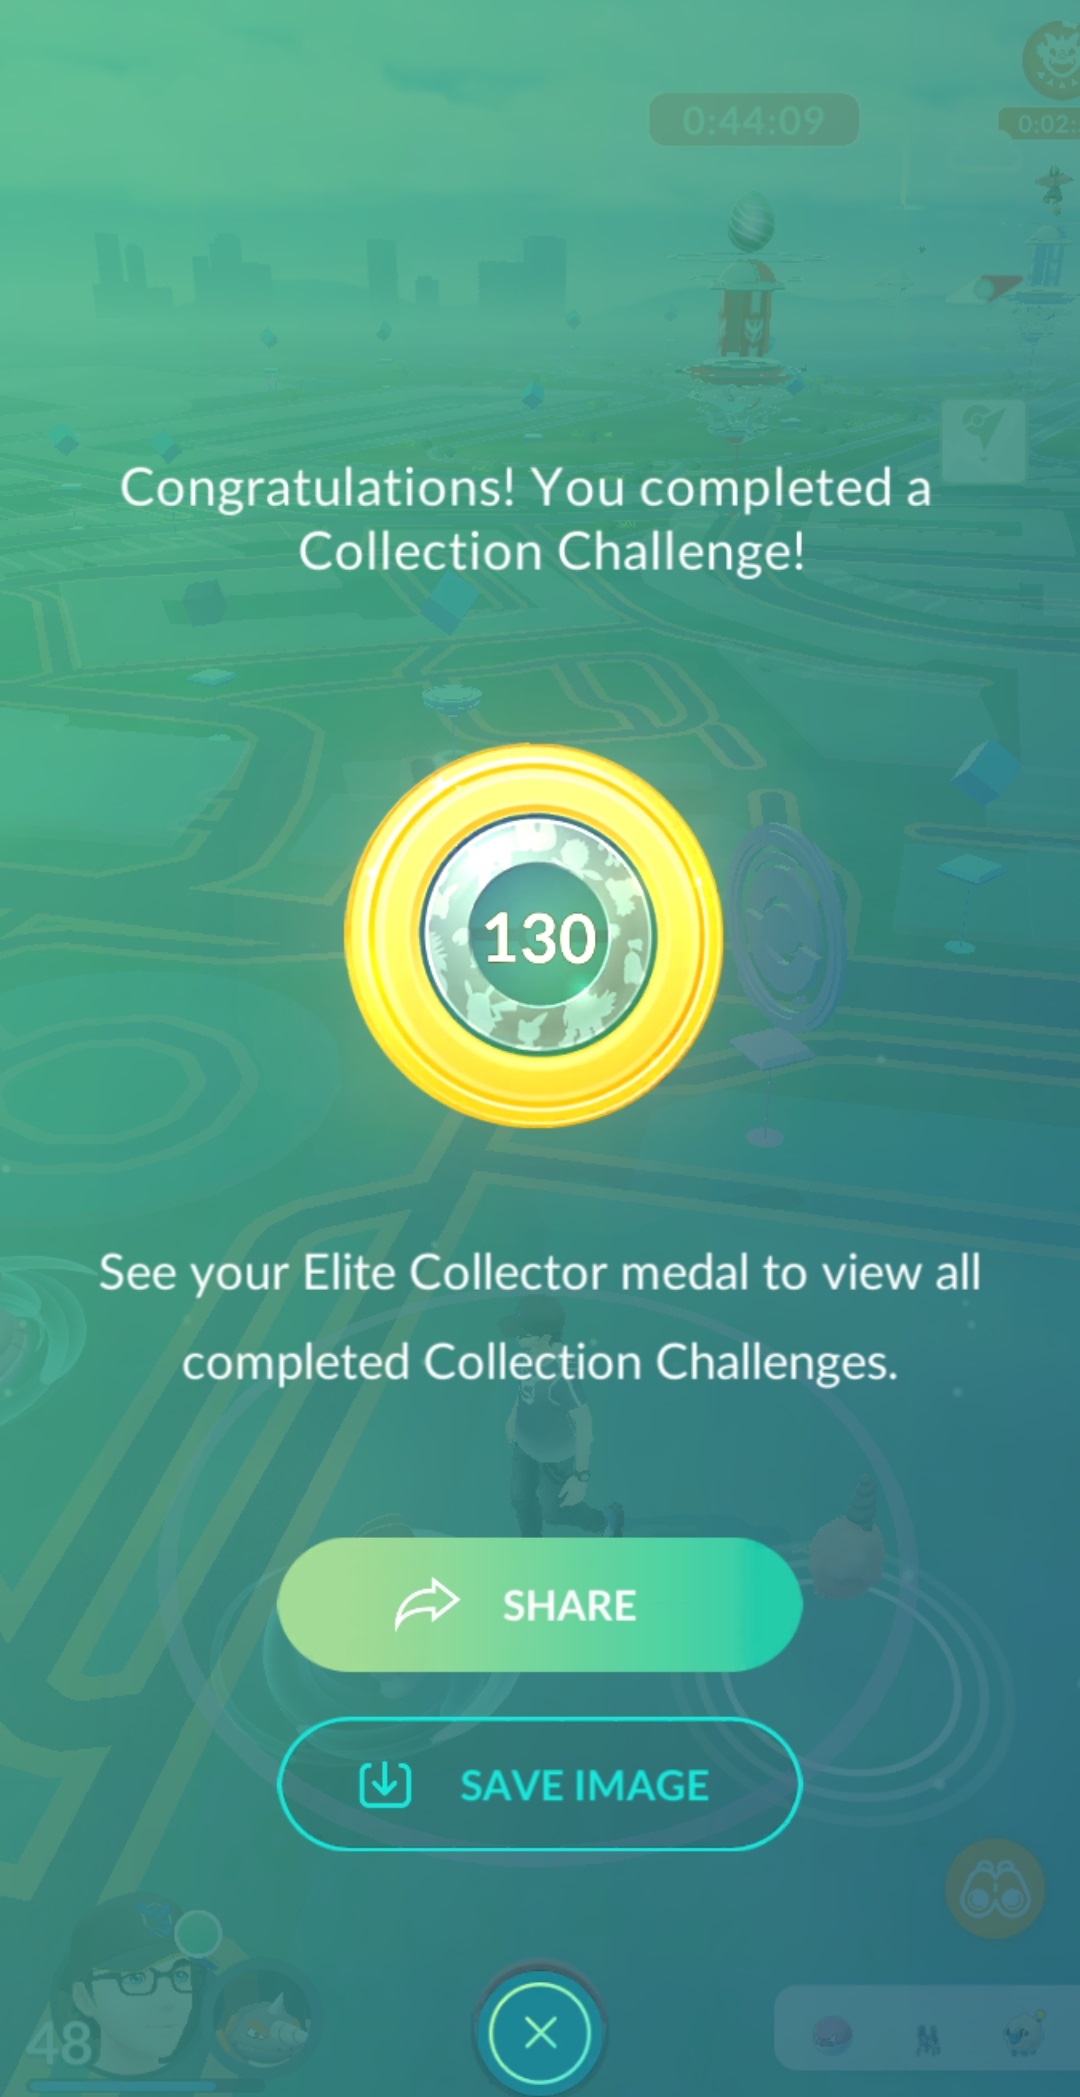 0:44:09
0:02:
Congratulations! You completed a
Collection Challenge!
130
See your Elite Collector medal to view all
completed Collection Challenges.
SHARE
SAVE IMAGE
48